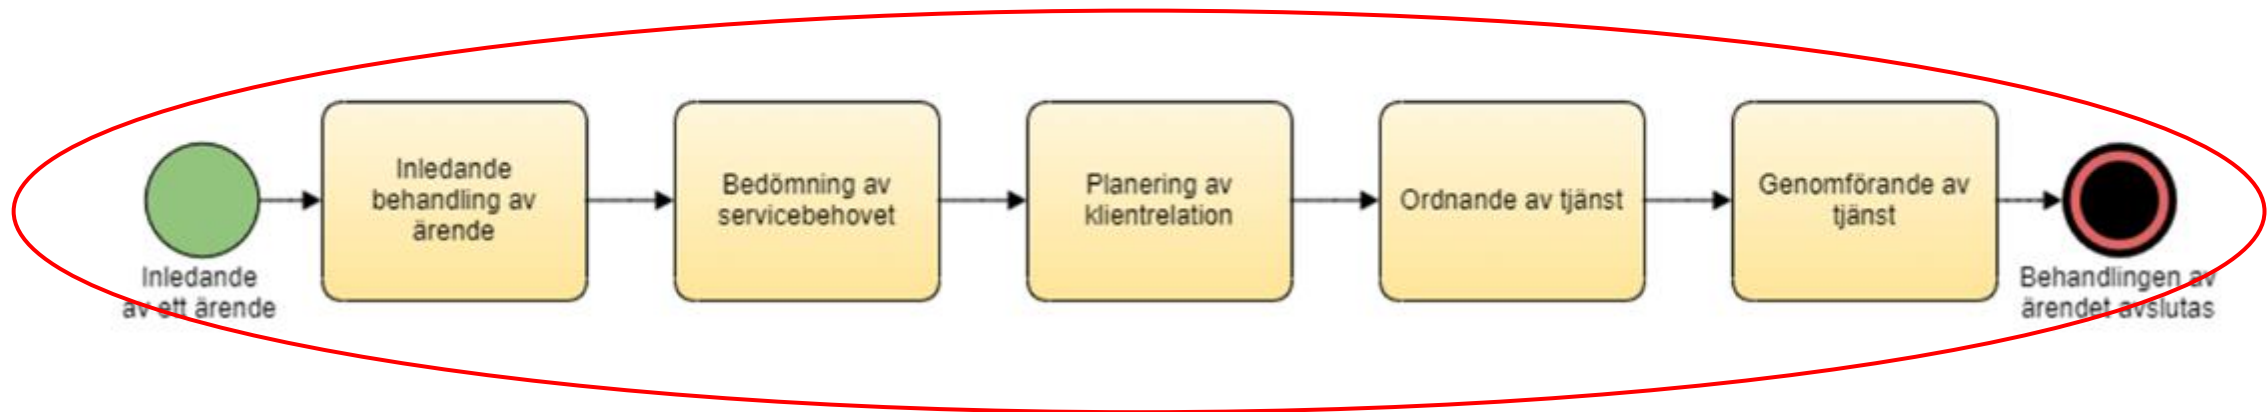 Inledande
av ett ärende
Inledande
behandling av
ärende
Bedömning av
servicebehovet
Planering av
klientrelation
Ordnande av tjänst
Genomförande av
tjänst
Behandlingen av
ärendet avslutas